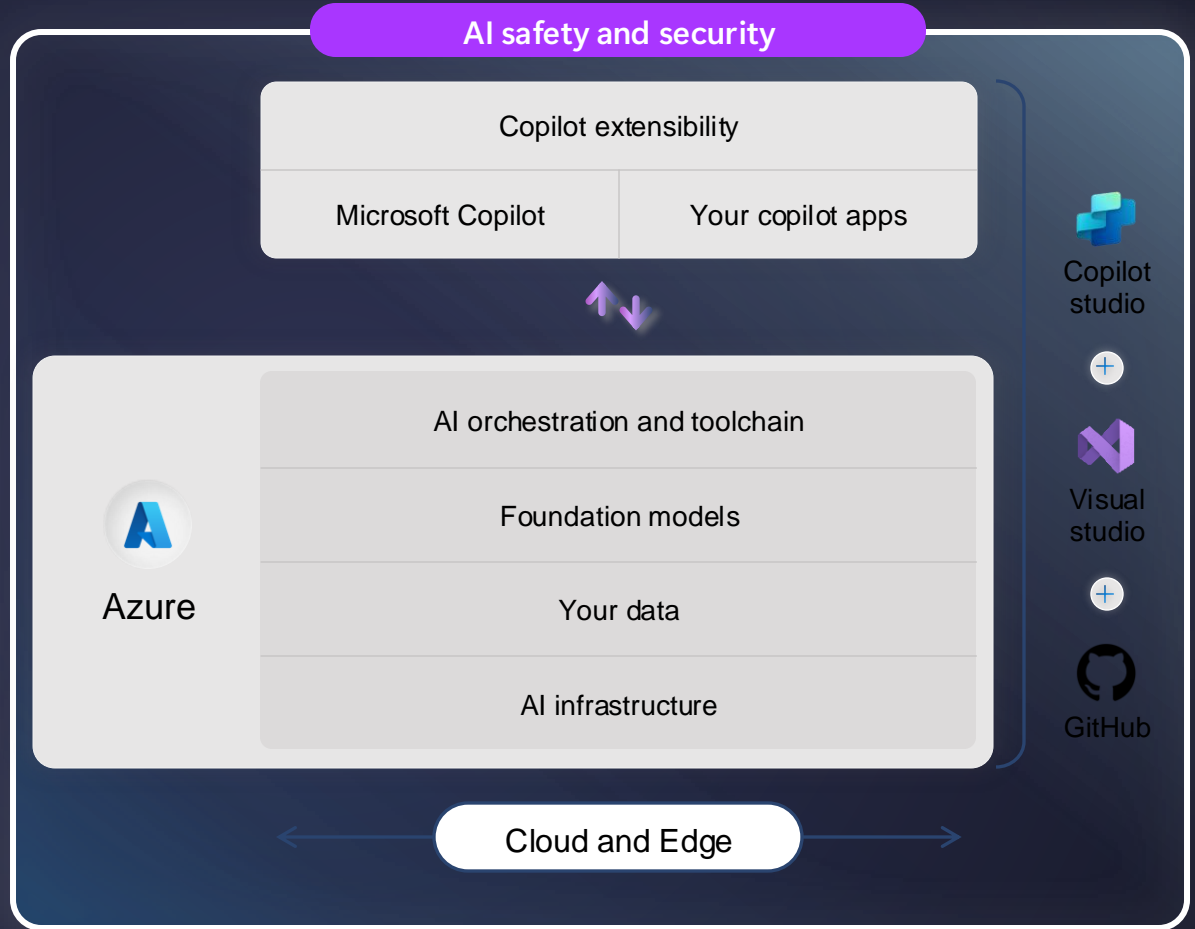 AI safety and security
Copilot extensibility
Microsoft Copilot
Your copilot apps
Copilot
studio
Visual
studio
GitHub
Azure
AI orchestration and toolchain
Foundation models
Your data
AI infrastructure
Cloud and Edge